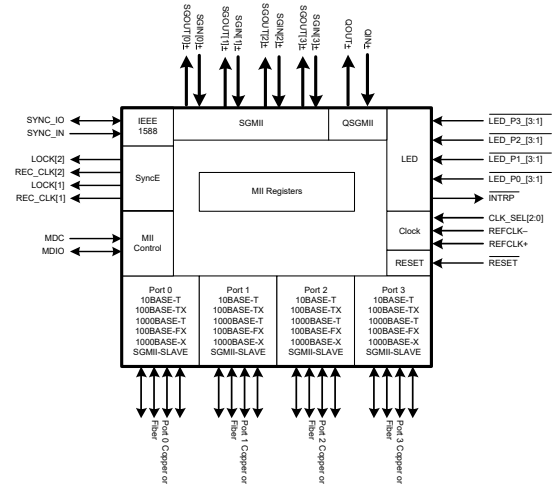 SGOUT[0]±
SGIN[0]±
SGOUT[1]±
SGIN[1]±
SGOUT[2]±
SGIN[2]±
SGOUT[3]±
SGIN[3]±
QOUT±
QIN±
SYNC_IO
SYNC_IN
LOCK[2]
REC_CLK[2]
LOCK[1]
REC_CLK[1]
MDC
MDIO
IEEE
1588
SyncE
MII
Control
SGMII
QSGMII
MII Registers
LED
Clock
RESET
LED_P3_[3:1]
LED_P2_[3:1]
LED_P1_[3:1]
LED_P0_[3:1]
INTRP
CLK_SEL[2:0]
REFCLK–
REFCLK+
RESET
Port 0
10BASE-T
100BASE-TX
1000BASE-T
100BASE-FX
1000BASE-X
SGMII-SLAVE
Port 1
10BASE-T
100BASE-TX
1000BASE-T
100BASE-FX
1000BASE-X
SGMII-SLAVE
Port 2
10BASE-T
100BASE-TX
1000BASE-T
100BASE-FX
1000BASE-X
SGMII-SLAVE
Port 3
10BASE-T
100BASE-TX
1000BASE-T
100BASE-FX
1000BASE-X
SGMII-SLAVE
Port 0 Copper or
Fiber
Port 1 Copper or
Fiber
Port 2 Copper or
Fiber
Port 3 Copper or
Fiber